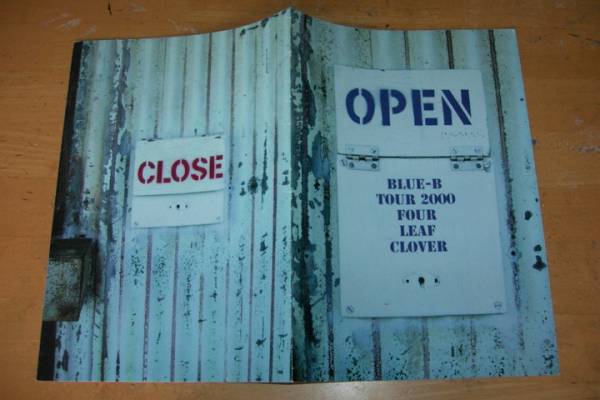 CLOSE
OPEN
BLUE-B
TOUR 2000
FOUR
LEAF
CLOVER